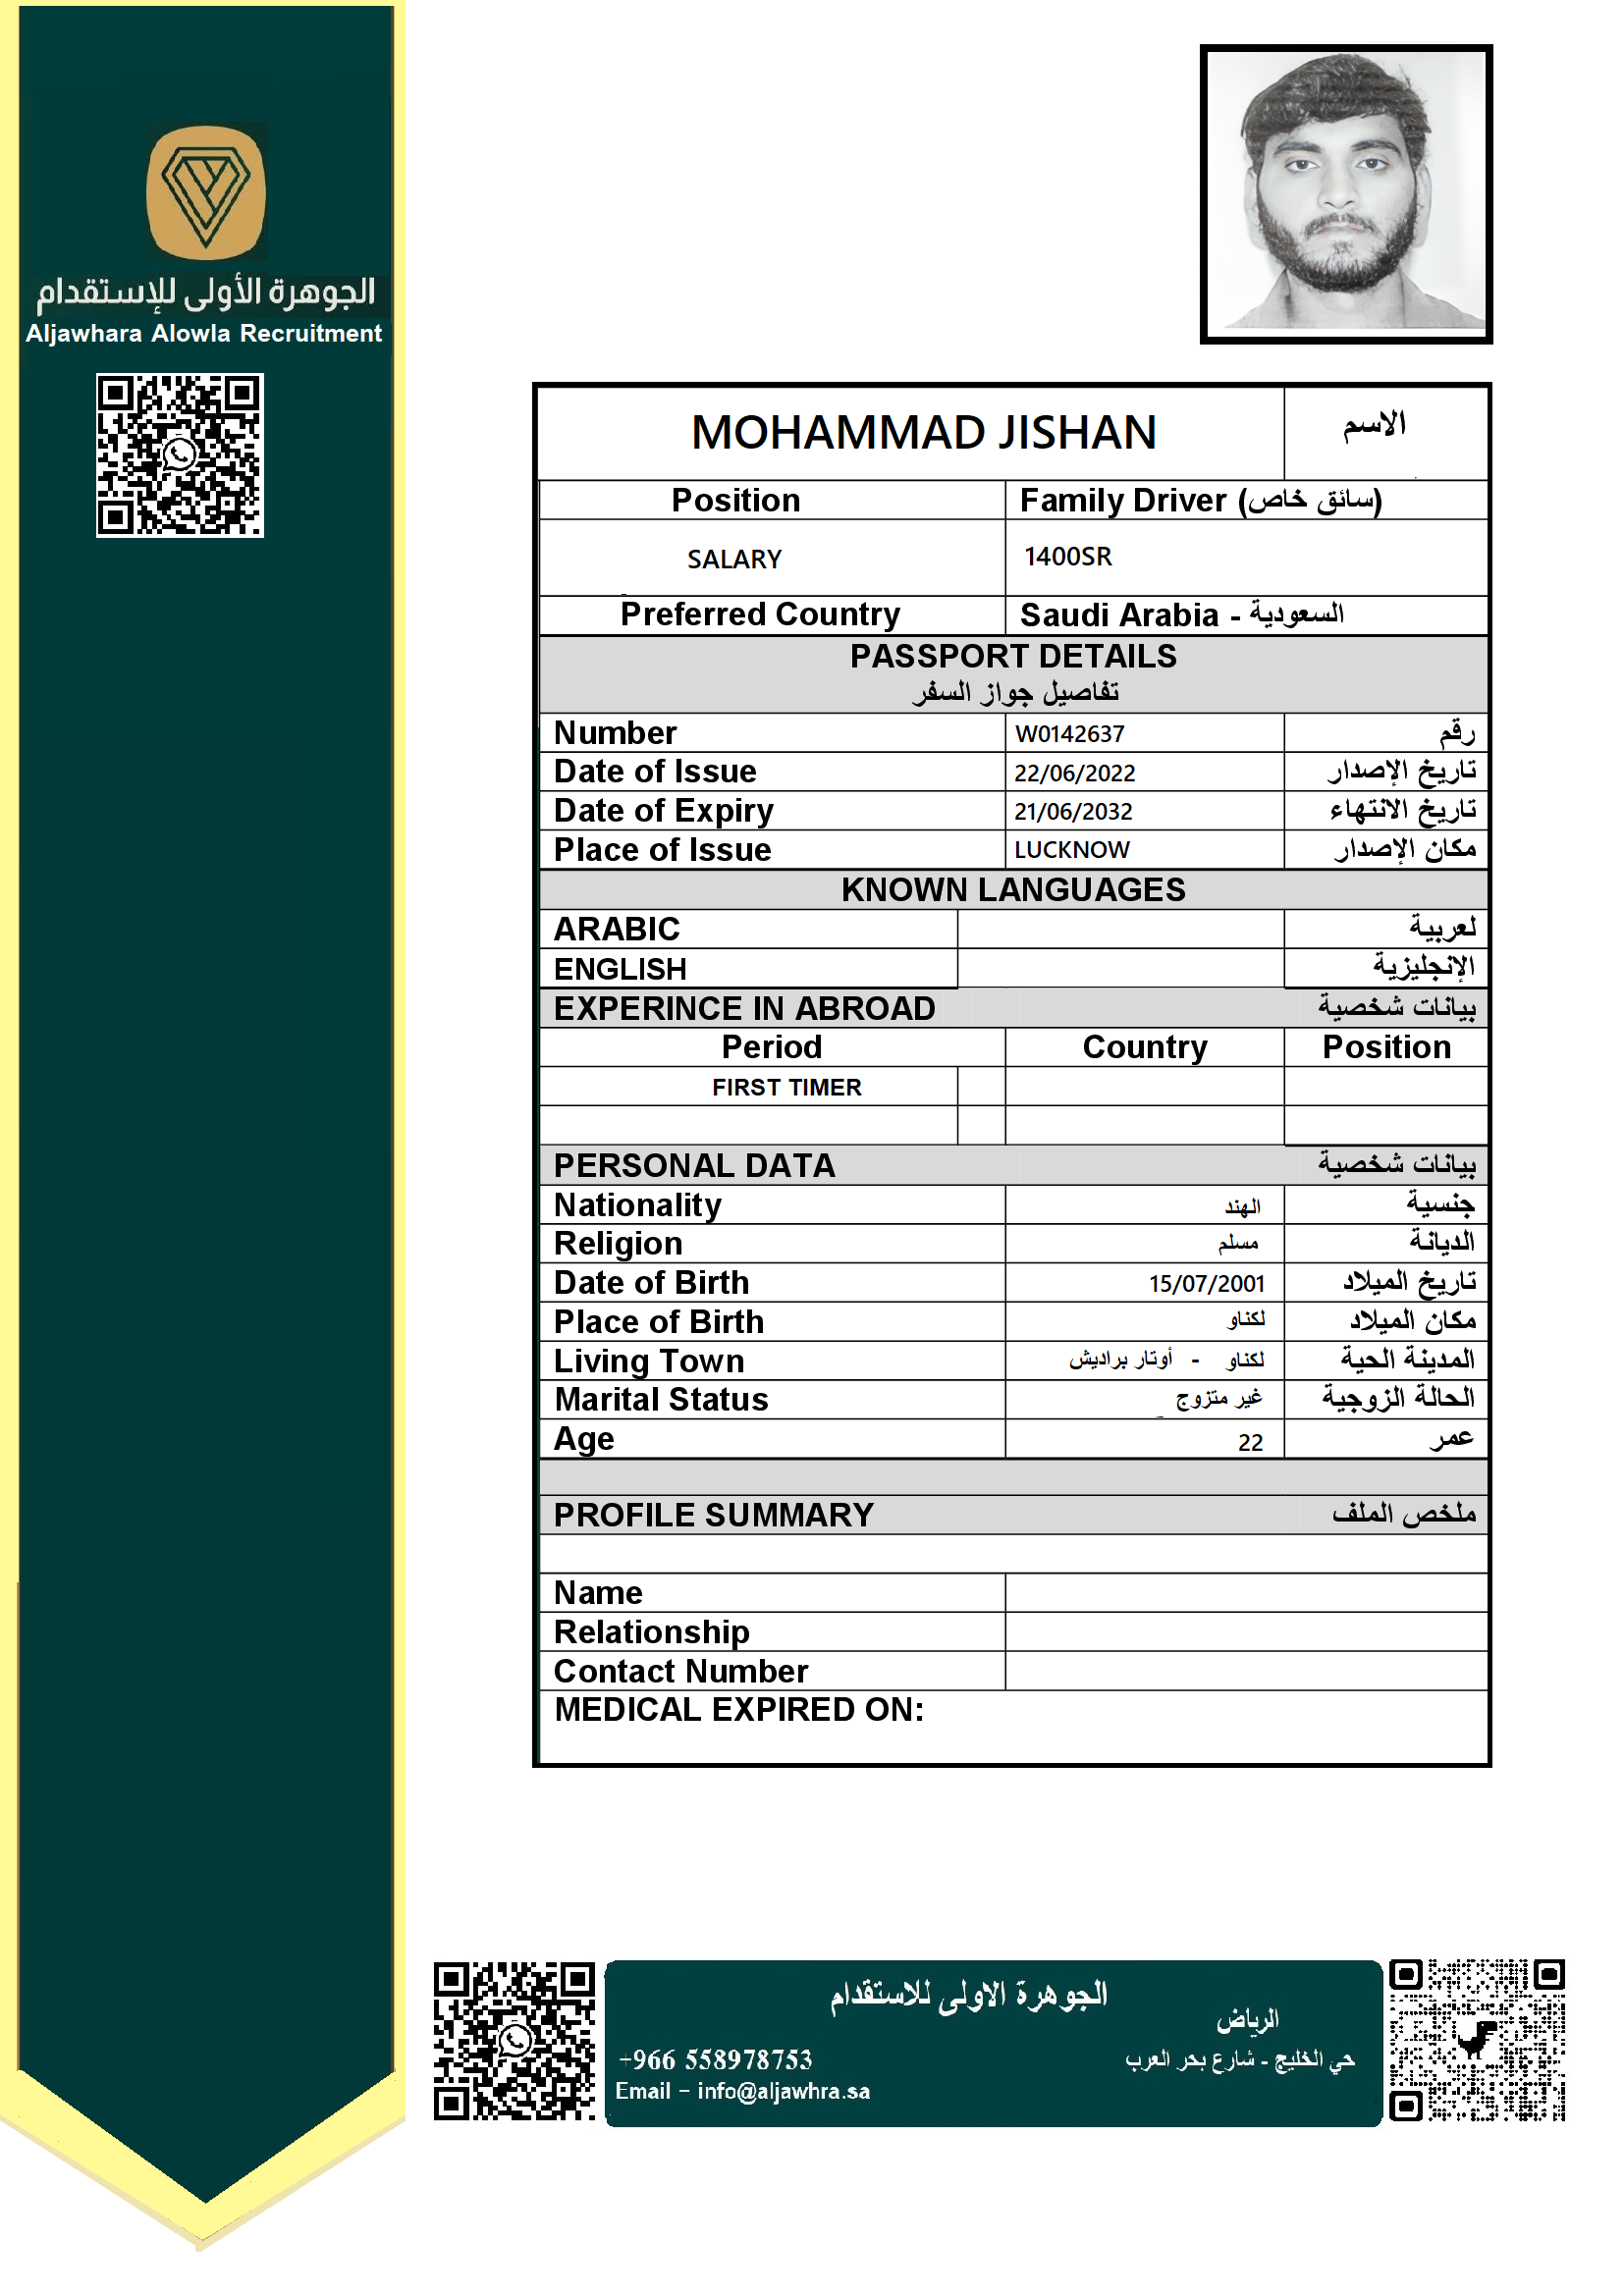 الجوهرة الأولى للإستقدام
Aljawhara Alowla Recruitment
MOHAMMAD JISHAN الاسم
Position Family Driver (سائق خاص)
SALARY 1400SR
Preferred Country Saudi Arabia - السعودية
PASSPORT DETAILS
تفاصيل جواز السفر
Number W0142637 رقم
Date of Issue 22/06/2022 تاريخ الإصدار
Date of Expiry 21/06/2032 تاريخ الانتهاء
Place of Issue LUCKNOW مكان الإصدار
KNOWN LANGUAGES
ARABIC لعربية
ENGLISH الإنجليزية
EXPERINCE IN ABROAD بيانات شخصية
Period Country Position
FIRST TIMER
PERSONAL DATA بيانات شخصية
Nationality الهند جنسية
Religion مسلم الديانة
Date of Birth 15/07/2001 تاريخ الميلاد
Place of Birth لكناو مكان الميلاد
Living Town لكناو - أوتار براديش المدينة الحية
Marital Status غير متزوج الحالة الزوجية
Age 22 عمر
PROFILE SUMMARY ملخص الملف
Name
Relationship
Contact Number
MEDICAL EXPIRED ON:
الجوهرة الاولى للاستقدام
الرياض
+966 558978753 حي الخليج - شارع بحر العرب
Email - info@aljawhra.sa